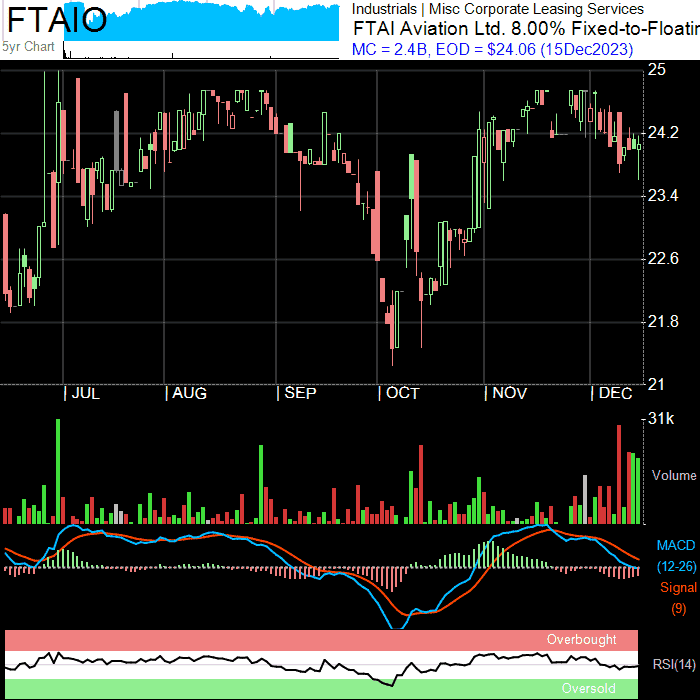 FTAIO
5yr Chart
Industrials | Misc Corporate Leasing Services
FTAI Aviation Ltd. 8.00% Fixed-to-Floatin
MC = 2.4B, EOD = $24.06 (15Dec2023)
25
24.2
23.4
22.6
21.8
21
| JUL | AUG | SEP | OCT | NOV | DEC
31k
Volume
MACD
(12-26)
Signal
(9)
Overbought
RSI(14)
Oversold